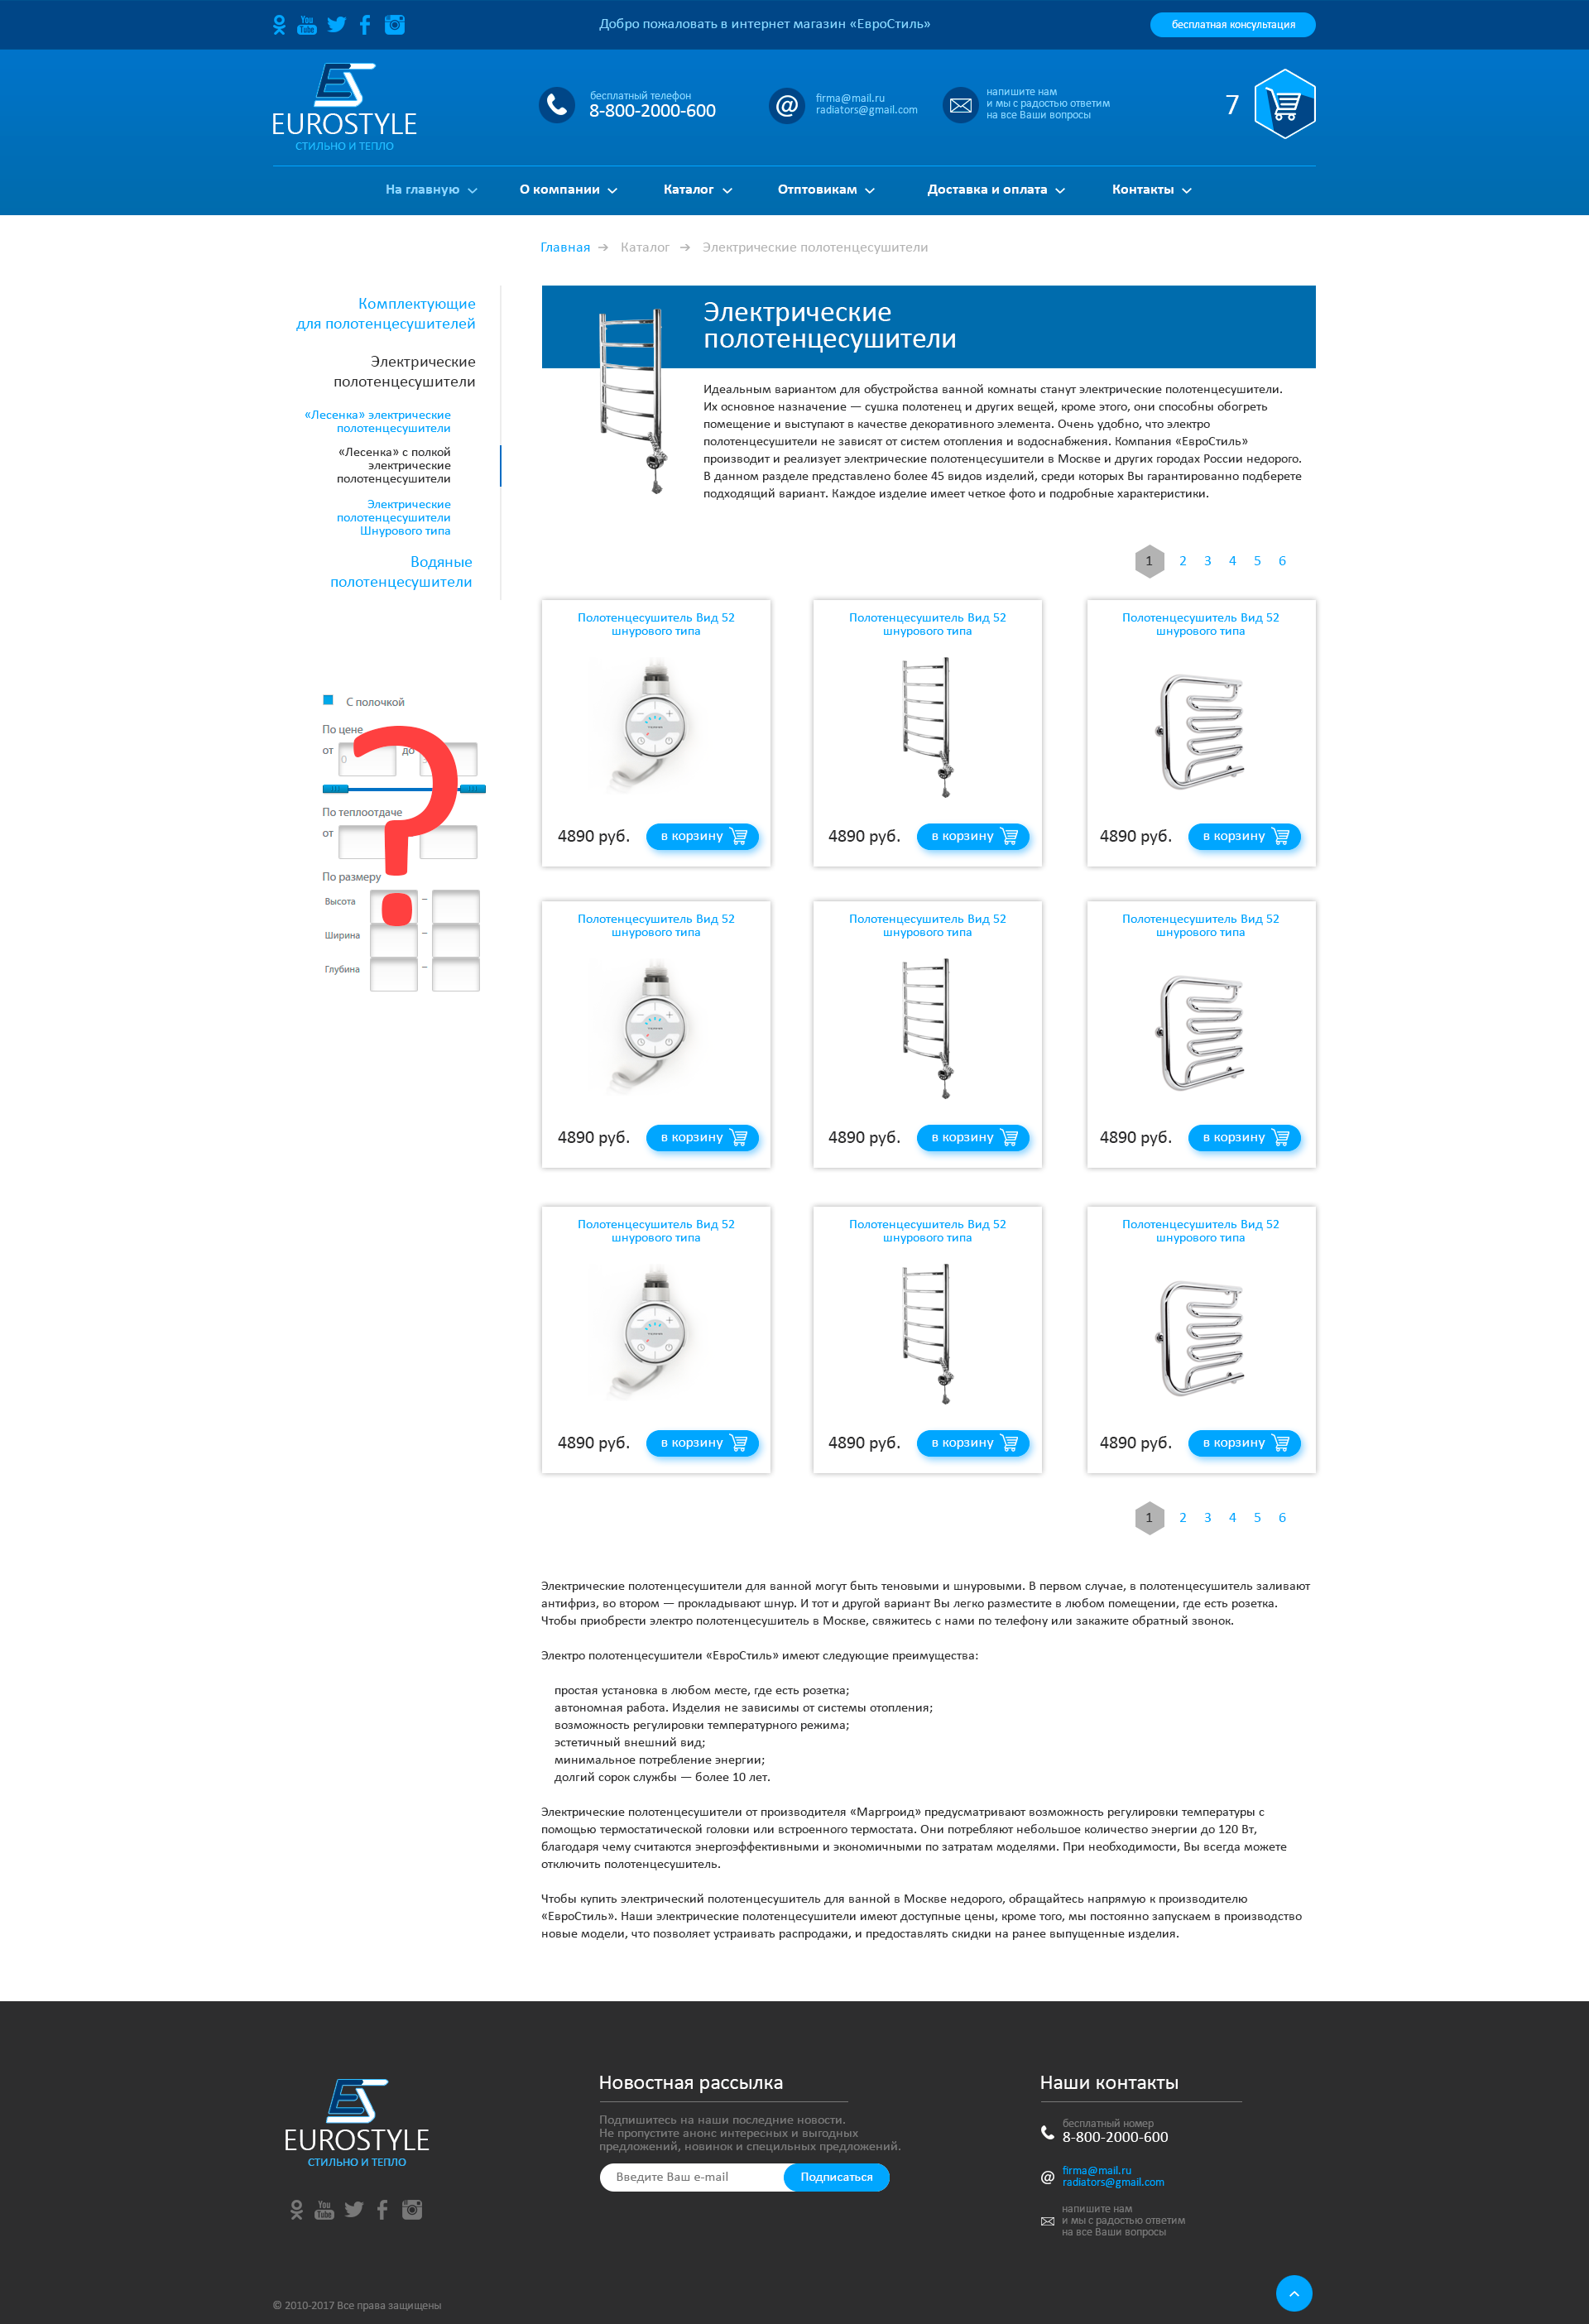 You
Tube
Добро пожаловать в интернет магазин «ЕвроСтиль»
бесплатная консультация
ES
EUROSTYLE
СТИЛЬНО И ТЕПЛО
бесплатный телефон
8-800-2000-600
@
firma@mail.ru
radiators@gmail.com
напишите нам
и мы с радостью ответим
на все Ваши вопросы
7
На главную
О компании
Каталог
Отптовикам
Доставка и оплата
Контакты
Главная → Каталог → Электрические полотенцесушители
Комплектующие
для полотенцесушителей
Электрические
полотенцесушители
«Лесенка» электрические
полотенцесушители
«Лесенка» с полкой
электрические
полотенцесушители
Электрические
полотенцесушители
Шнурового типа
Водяные
полотенцесушители
С полочкой
По цене
от 0 до
По теплоотдаче
от
По размеру
Высота –
Ширина –
Глубина –
?
Электрические
полотенцесушители
Идеальным вариантом для обустройства ванной комнаты станут электрические полотенцесушители.
Их основное назначение — сушка полотенец и других вещей, кроме этого, они способны обогреть
помещение и выступают в качестве декоративного элемента. Очень удобно, что электро
полотенцесушители не зависят от систем отопления и водоснабжения. Компания «ЕвроСтиль»
производит и реализует электрические полотенцесушители в Москве и других городах России недорого.
В данном разделе представлено более 45 видов изделий, среди которых Вы гарантированно подберете
подходящий вариант. Каждое изделие имеет четкое фото и подробные характеристики.
1 2 3 4 5 6
Полотенцесушитель Вид 52
шнурового типа
4890 руб. в корзину
Полотенцесушитель Вид 52
шнурового типа
4890 руб. в корзину
Полотенцесушитель Вид 52
шнурового типа
4890 руб. в корзину
Полотенцесушитель Вид 52
шнурового типа
4890 руб. в корзину
Полотенцесушитель Вид 52
шнурового типа
4890 руб. в корзину
Полотенцесушитель Вид 52
шнурового типа
4890 руб. в корзину
Полотенцесушитель Вид 52
шнурового типа
4890 руб. в корзину
Полотенцесушитель Вид 52
шнурового типа
4890 руб. в корзину
Полотенцесушитель Вид 52
шнурового типа
4890 руб. в корзину
1 2 3 4 5 6
Электрические полотенцесушители для ванной могут быть теновыми и шнуровыми. В первом случае, в полотенцесушитель заливают
антифриз, во втором — прокладывают шнур. И тот и другой вариант Вы легко разместите в любом помещении, где есть розетка.
Чтобы приобрести электро полотенцесушитель в Москве, свяжитесь с нами по телефону или закажите обратный звонок.
Электро полотенцесушители «ЕвроСтиль» имеют следующие преимущества:
простая установка в любом месте, где есть розетка;
автономная работа. Изделия не зависимы от системы отопления;
возможность регулировки температурного режима;
эстетичный внешний вид;
минимальное потребление энергии;
долгий сорок службы — более 10 лет.
Электрические полотенцесушители от производителя «Маргроид» предусматривают возможность регулировки температуры с
помощью термостатической головки или встроенного термостата. Они потребляют небольшое количество энергии до 120 Вт,
благодаря чему считаются энергоэффективными и экономичными по затратам моделями. При необходимости, Вы всегда можете
отключить полотенцесушитель.
Чтобы купить электрический полотенцесушитель для ванной в Москве недорого, обращайтесь напрямую к производителю
«ЕвроСтиль». Наши электрические полотенцесушители имеют доступные цены, кроме того, мы постоянно запускаем в производство
новые модели, что позволяет устраивать распродажи, и предоставлять скидки на ранее выпущенные изделия.
ES
EUROSTYLE
СТИЛЬНО И ТЕПЛО
You
Tube
Новостная рассылка
Подпишитесь на наши последние новости.
Не пропустите анонс интересных и выгодных
предложений, новинок и специльных предложений.
Введите Ваш e-mail
Подписаться
Наши контакты
бесплатный номер
8-800-2000-600
@
firma@mail.ru
radiators@gmail.com
напишите нам
и мы с радостью ответим
на все Ваши вопросы
© 2010-2017 Все права защищены